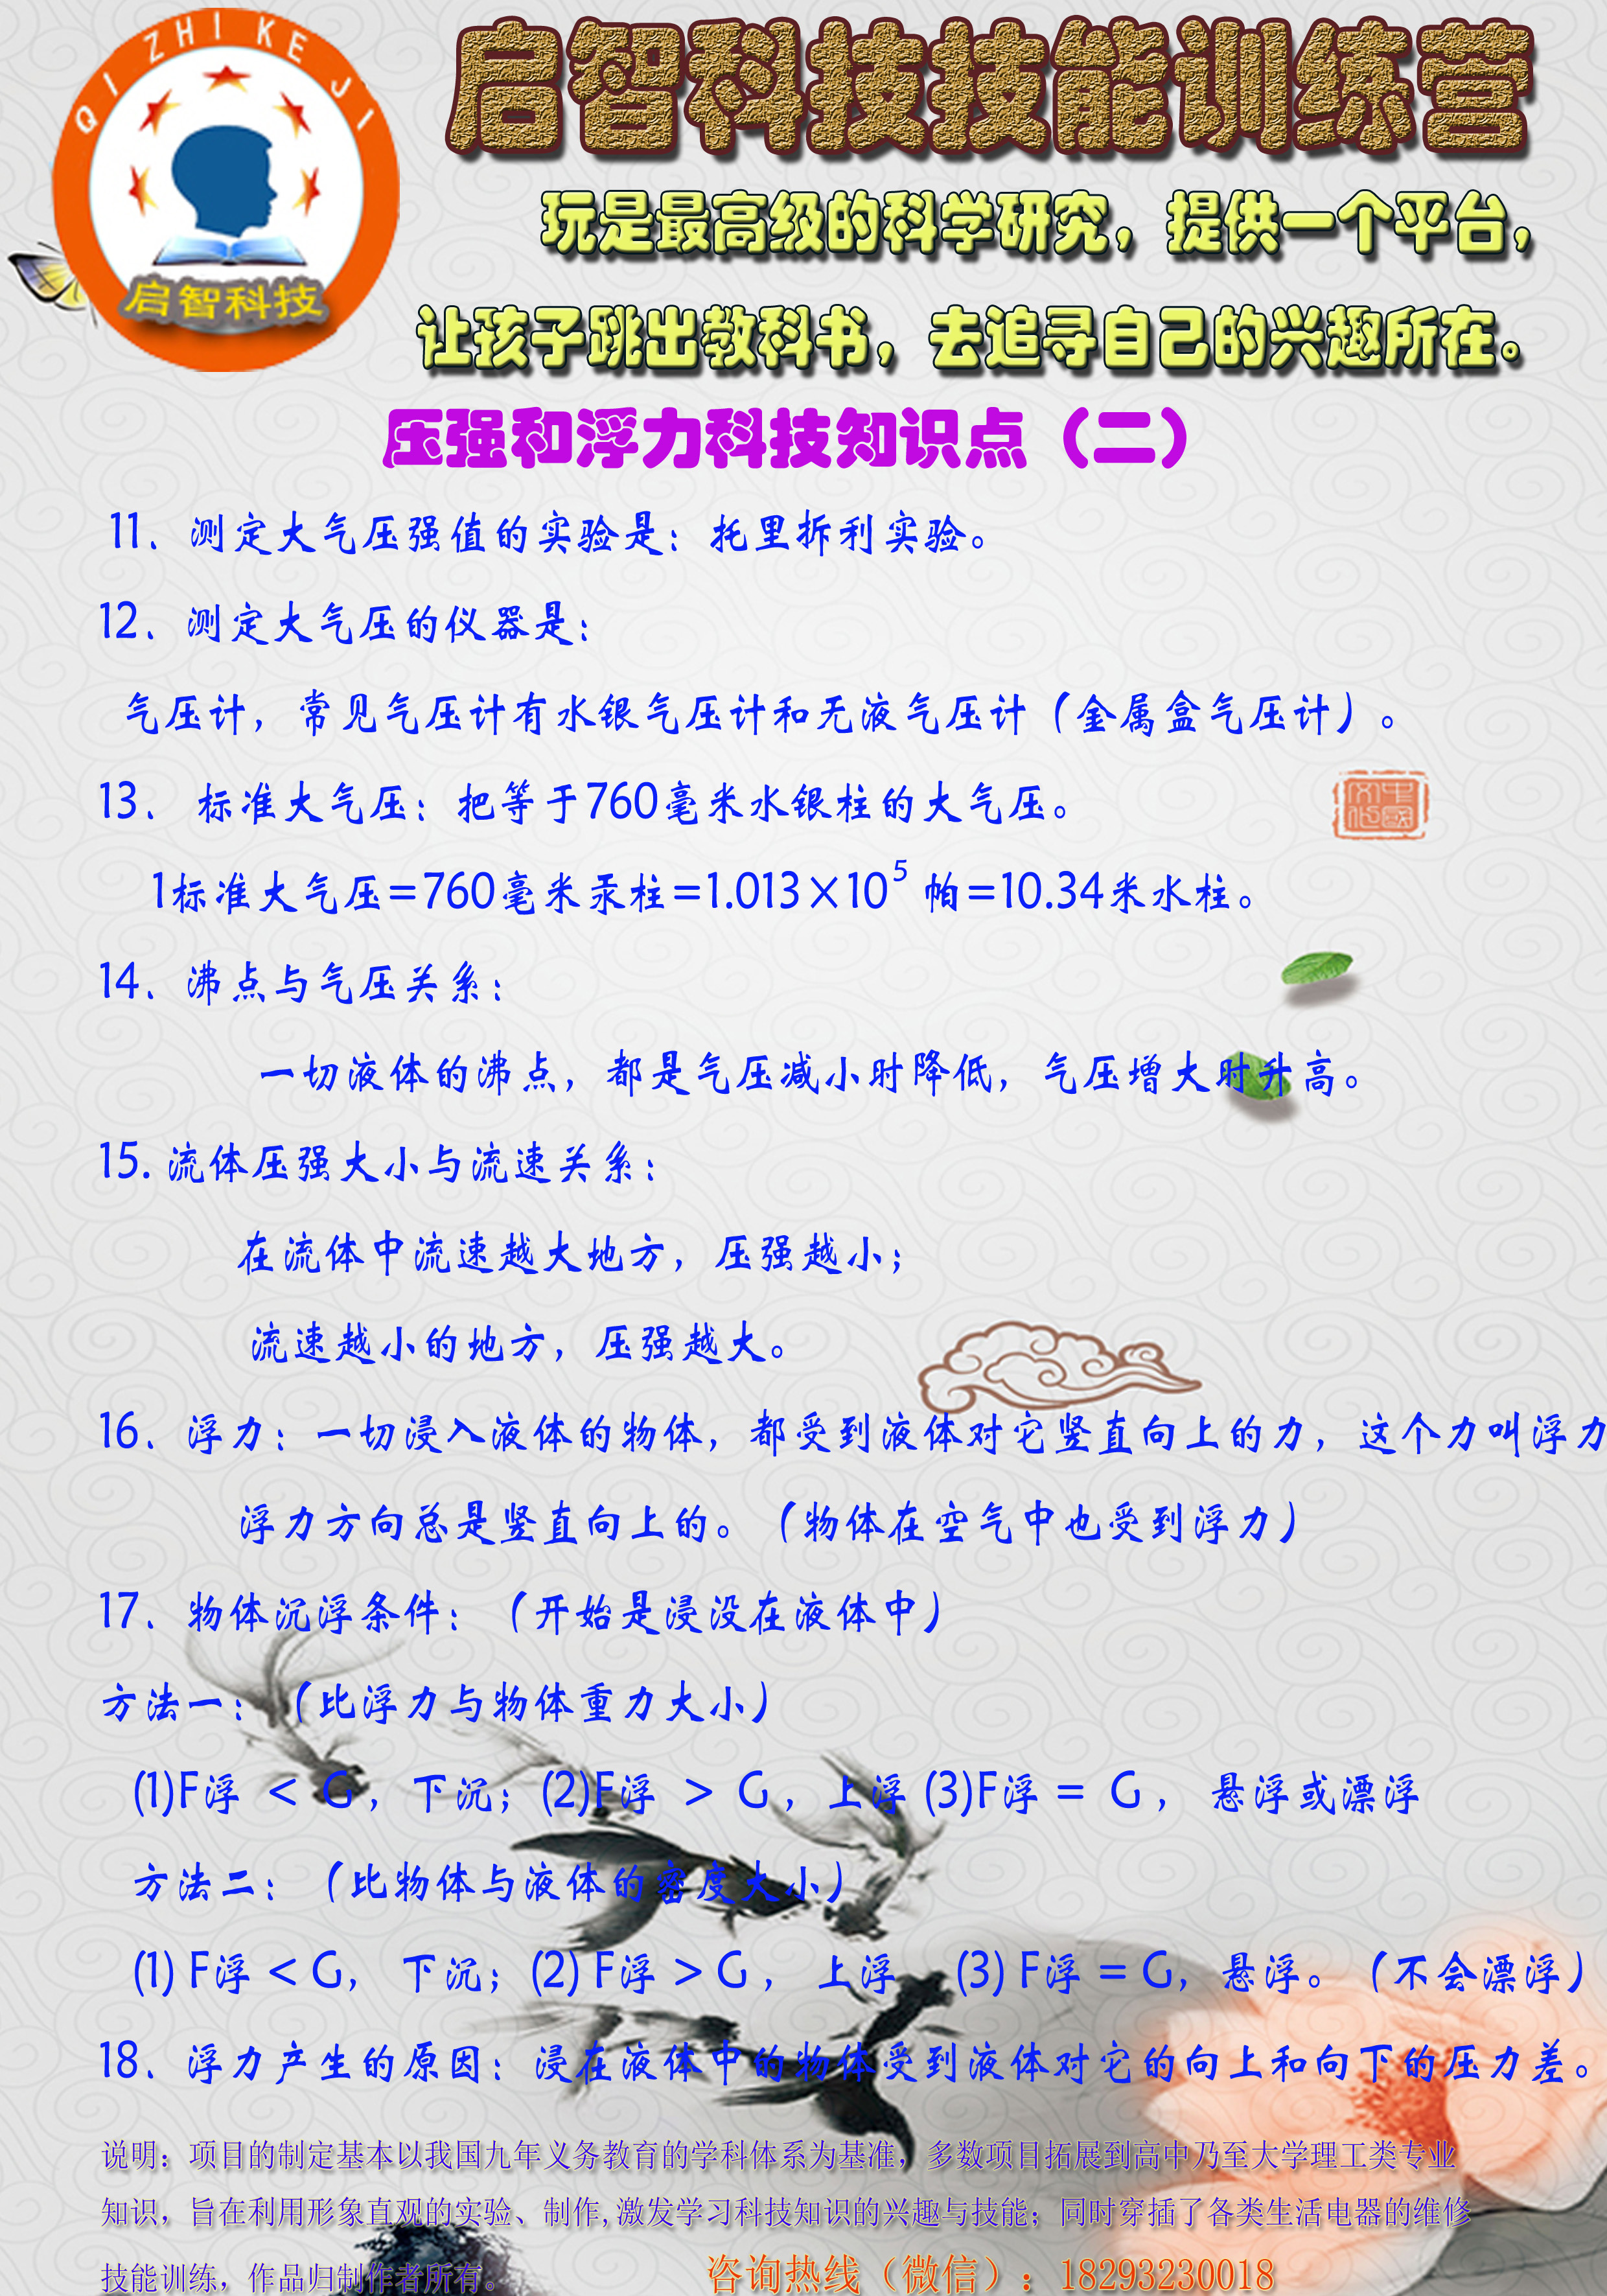 QI ZHI KE JI
启智科技
启智科技技能训练营
玩是最高级的科学研究，提供一个平台，
让孩子跳出教科书，去追寻自己的兴趣所在。
压强和浮力科技知识点（二）
11、测定大气压强值的实验是：托里拆利实验。
12、测定大气压的仪器是：
气压计，常见气压计有水银气压计和无液气压计（金属盒气压计）。
13、 标准大气压：把等于760毫米水银柱的大气压。
中国文化
1标准大气压=760毫米汞柱=1.013×10⁵ 帕=10.34米水柱。
14、沸点与气压关系：
一切液体的沸点，都是气压减小时降低，气压增大时升高。
15. 流体压强大小与流速关系：
在流体中流速越大地方，压强越小；
流速越小的地方，压强越大。
16、浮力：一切浸入液体的物体，都受到液体对它竖直向上的力，这个力叫浮力
浮力方向总是竖直向上的。（物体在空气中也受到浮力）
17、物体沉浮条件：（开始是浸没在液体中）
方法一：（比浮力与物体重力大小）
(1)F浮 < G ，下沉；(2)F浮 > G ，上浮 (3)F浮 = G ， 悬浮或漂浮
方法二：（比物体与液体的密度大小）
(1) F浮 < G， 下沉；(2) F浮 > G ， 上浮 (3) F浮 = G，悬浮。（不会漂浮）
18、浮力产生的原因：浸在液体中的物体受到液体对它的向上和向下的压力差。
说明：项目的制定基本以我国九年义务教育的学科体系为基准，多数项目拓展到高中乃至大学理工类专业
知识，旨在利用形象直观的实验、制作,激发学习科技知识的兴趣与技能；同时穿插了各类生活电器的维修
技能训练，作品归制作者所有。
咨询热线（微信）：18293230018